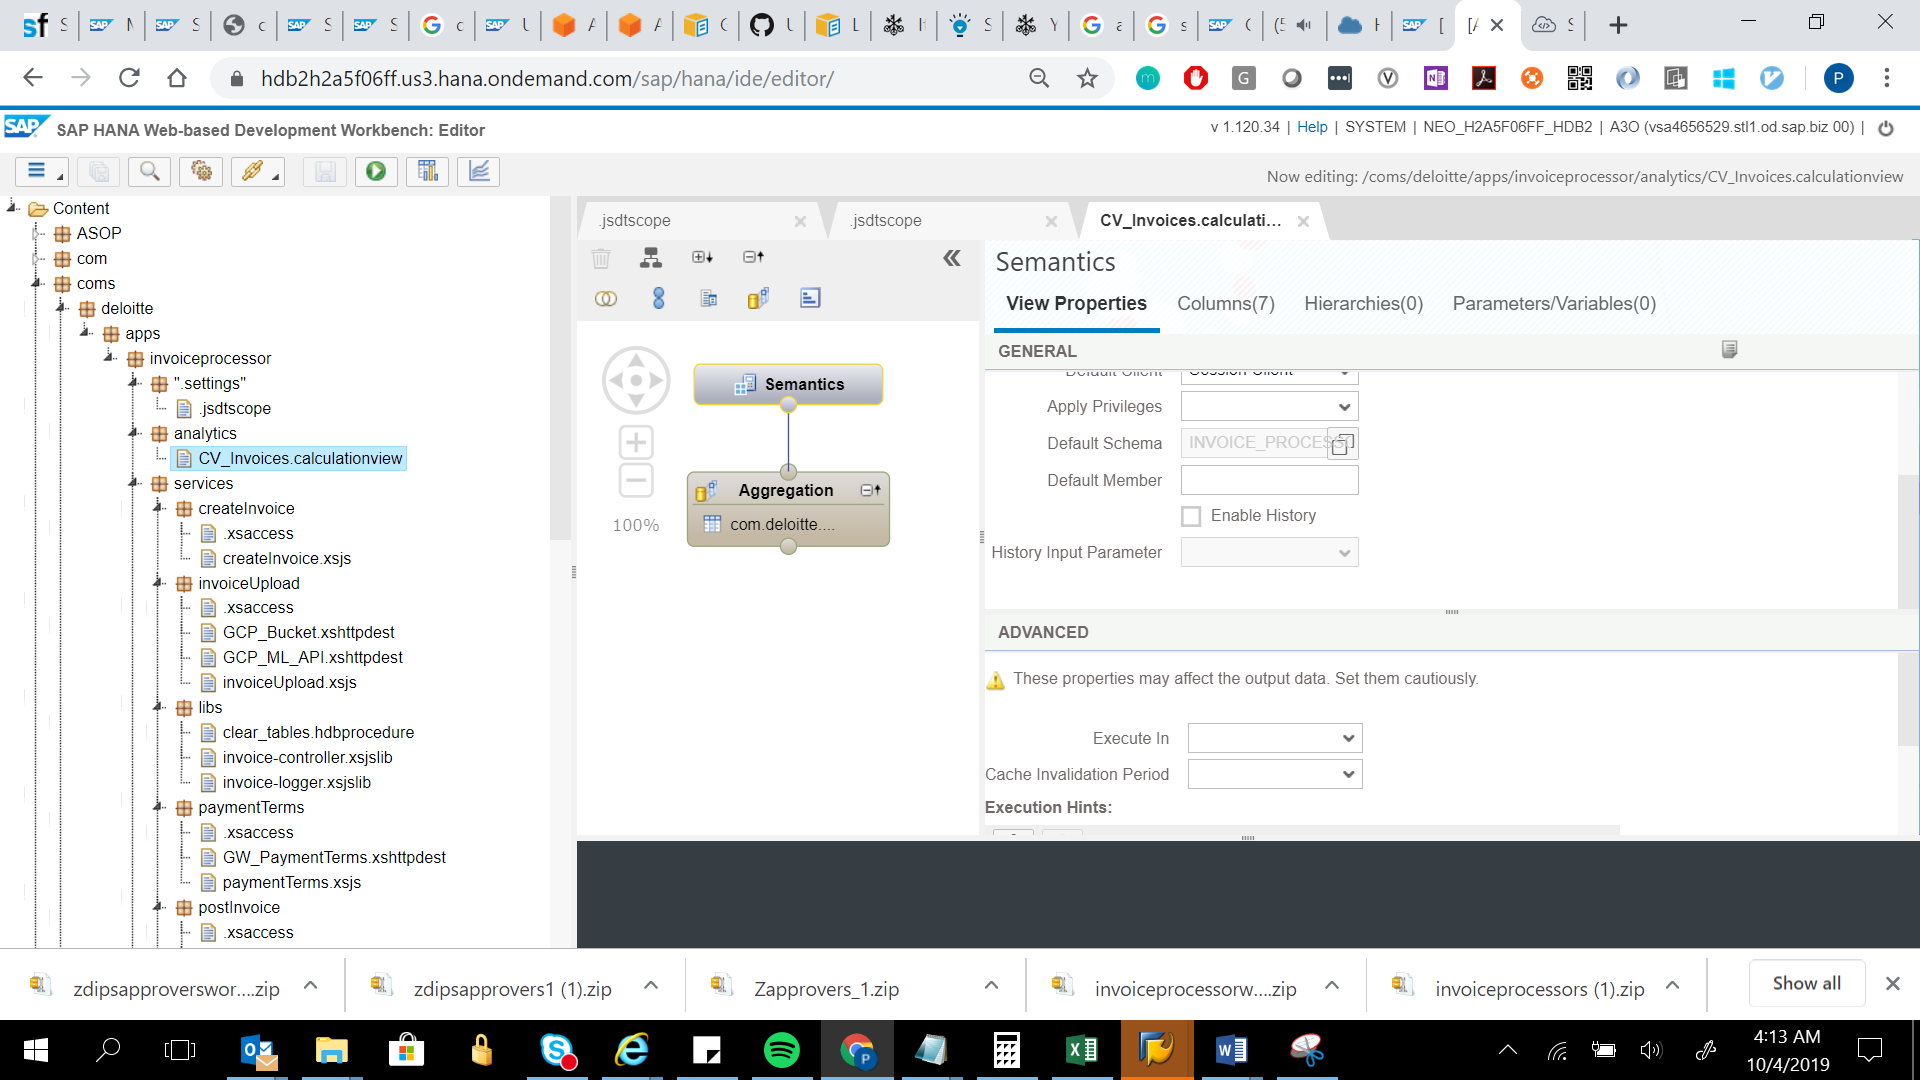 hdb2h2a5f06ff.us3.hana.ondemand.com/sap/hana/ide/editor/
SAP SAP HANA Web-based Development Workbench: Editor
v 1.120.34 | Help | SYSTEM | NEO_H2A5F06FF_HDB2 | A3O (vsa4656529.stl1.od.sap.biz 00) |
Now editing: /coms/deloitte/apps/invoiceprocessor/analytics/CV_Invoices.calculationview
Content
ASOP
com
coms
deloitte
apps
invoiceprocessor
".settings"
.jsdtscope
analytics
CV_Invoices.calculationview
services
createInvoice
.xsaccess
createInvoice.xsjs
invoiceUpload
.xsaccess
GCP_Bucket.xshttpdest
GCP_ML_API.xshttpdest
invoiceUpload.xsjs
libs
clear_tables.hdbprocedure
invoice-controller.xsjslib
invoice-logger.xsjslib
paymentTerms
.xsaccess
GW_PaymentTerms.xshttpdest
paymentTerms.xsjs
postInvoice
.xsaccess
.jsdtscope
.jsdtscope
CV_Invoices.calculati...
100%
Semantics
Aggregation
com.deloitte....
Semantics
View Properties Columns(7) Hierarchies(0) Parameters/Variables(0)
GENERAL
Default Client Session Client
Apply Privileges
Default Schema INVOICE_PROCESS
Default Member
Enable History
History Input Parameter
ADVANCED
These properties may affect the output data. Set them cautiously.
Execute In
Cache Invalidation Period
Execution Hints:
zdipsapproverswor....zip
zdipsapprovers1 (1).zip
Zapprovers_1.zip
invoiceprocessorw....zip
invoiceprocessors (1).zip
Show all
4:13 AM
10/4/2019